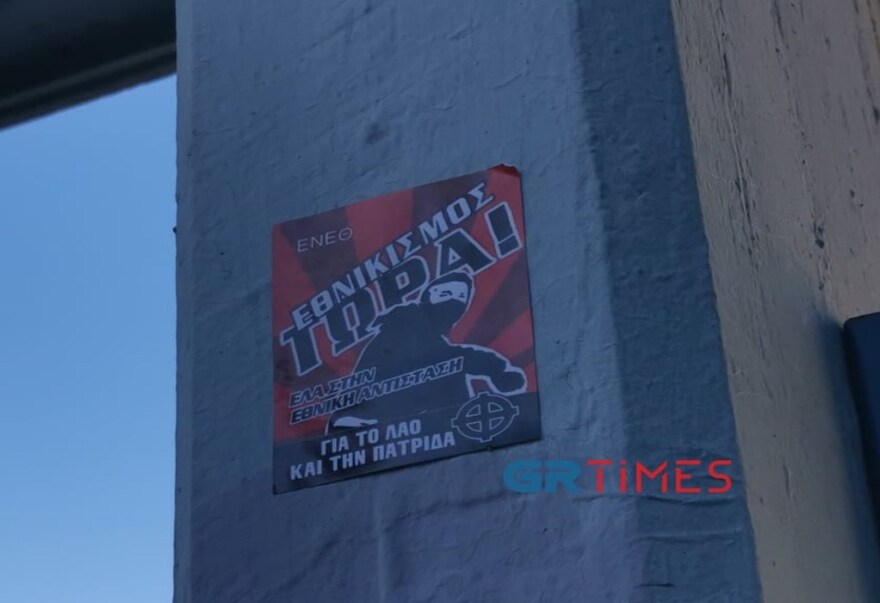 ΕΝΕΘ
ΕΘΝΙΚΙΣΜΟΣ
ΤΩΡΑ!
ΕΛΑ ΣΤΗΝ
ΕΘΝΙΚΗ ΑΝΤΙΣΤΑΣΗ
ΓΙΑ ΤΟ ΛΑΟ
ΚΑΙ ΤΗΝ ΠΑΤΡΙΔΑ
GRTiMES